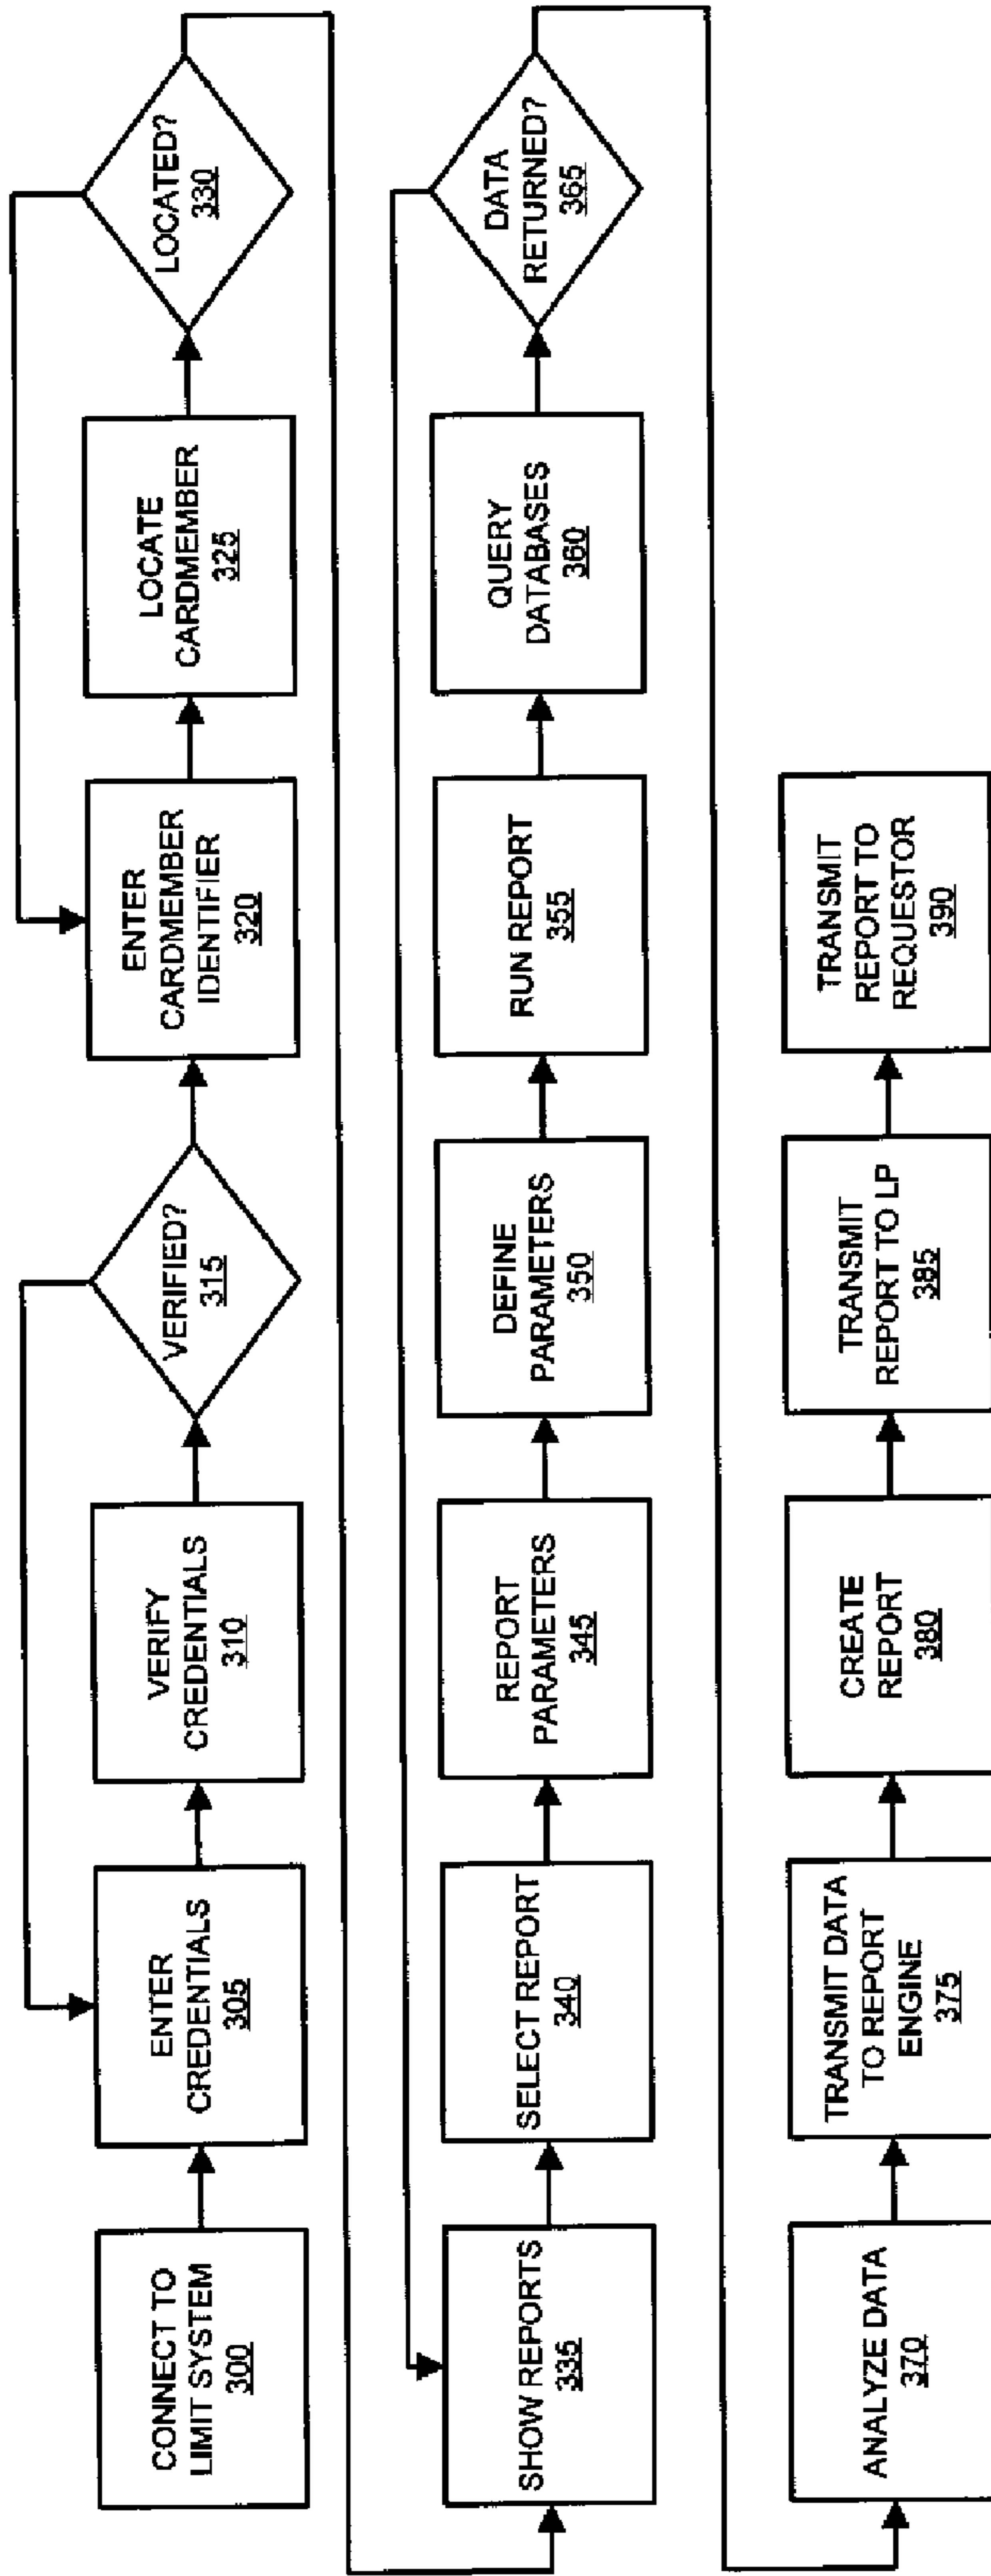 CONNECT TO
LIMIT SYSTEM
300
ENTER
CREDENTIALS
305
VERIFY
CREDENTIALS
310
VERIFIED?
315
ENTER
CARDMEMBER
IDENTIFIER
320
LOCATE
CARDMEMBER
325
LOCATED?
330
SHOW REPORTS
335
SELECT REPORT
340
REPORT
PARAMETERS
345
DEFINE
PARAMETERS
350
RUN REPORT
355
QUERY
DATABASES
360
DATA
RETURNED?
365
ANALYZE DATA
370
TRANSMIT DATA
TO REPORT
ENGINE
375
CREATE
REPORT
380
TRANSMIT
REPORT TO LP
385
TRANSMIT
REPORT TO
REQUESTOR
390